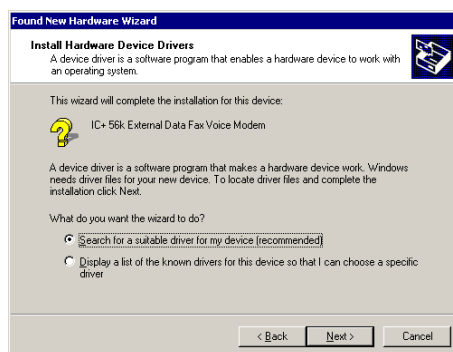 Found New Hardware Wizard
Install Hardware Device Drivers
A device driver is a software program that enables a hardware device to work with
an operating system.
This wizard will complete the installation for this device:
IC+ 56k External Data Fax Voice Modem
A device driver is a software program that makes a hardware device work. Windows
needs driver files for your new device. To locate driver files and complete the
installation click Next.
What do you want the wizard to do?
Search for a suitable driver for my device (recommended)
Display a list of the known drivers for this device so that I can choose a specific
driver
< Back Next > Cancel